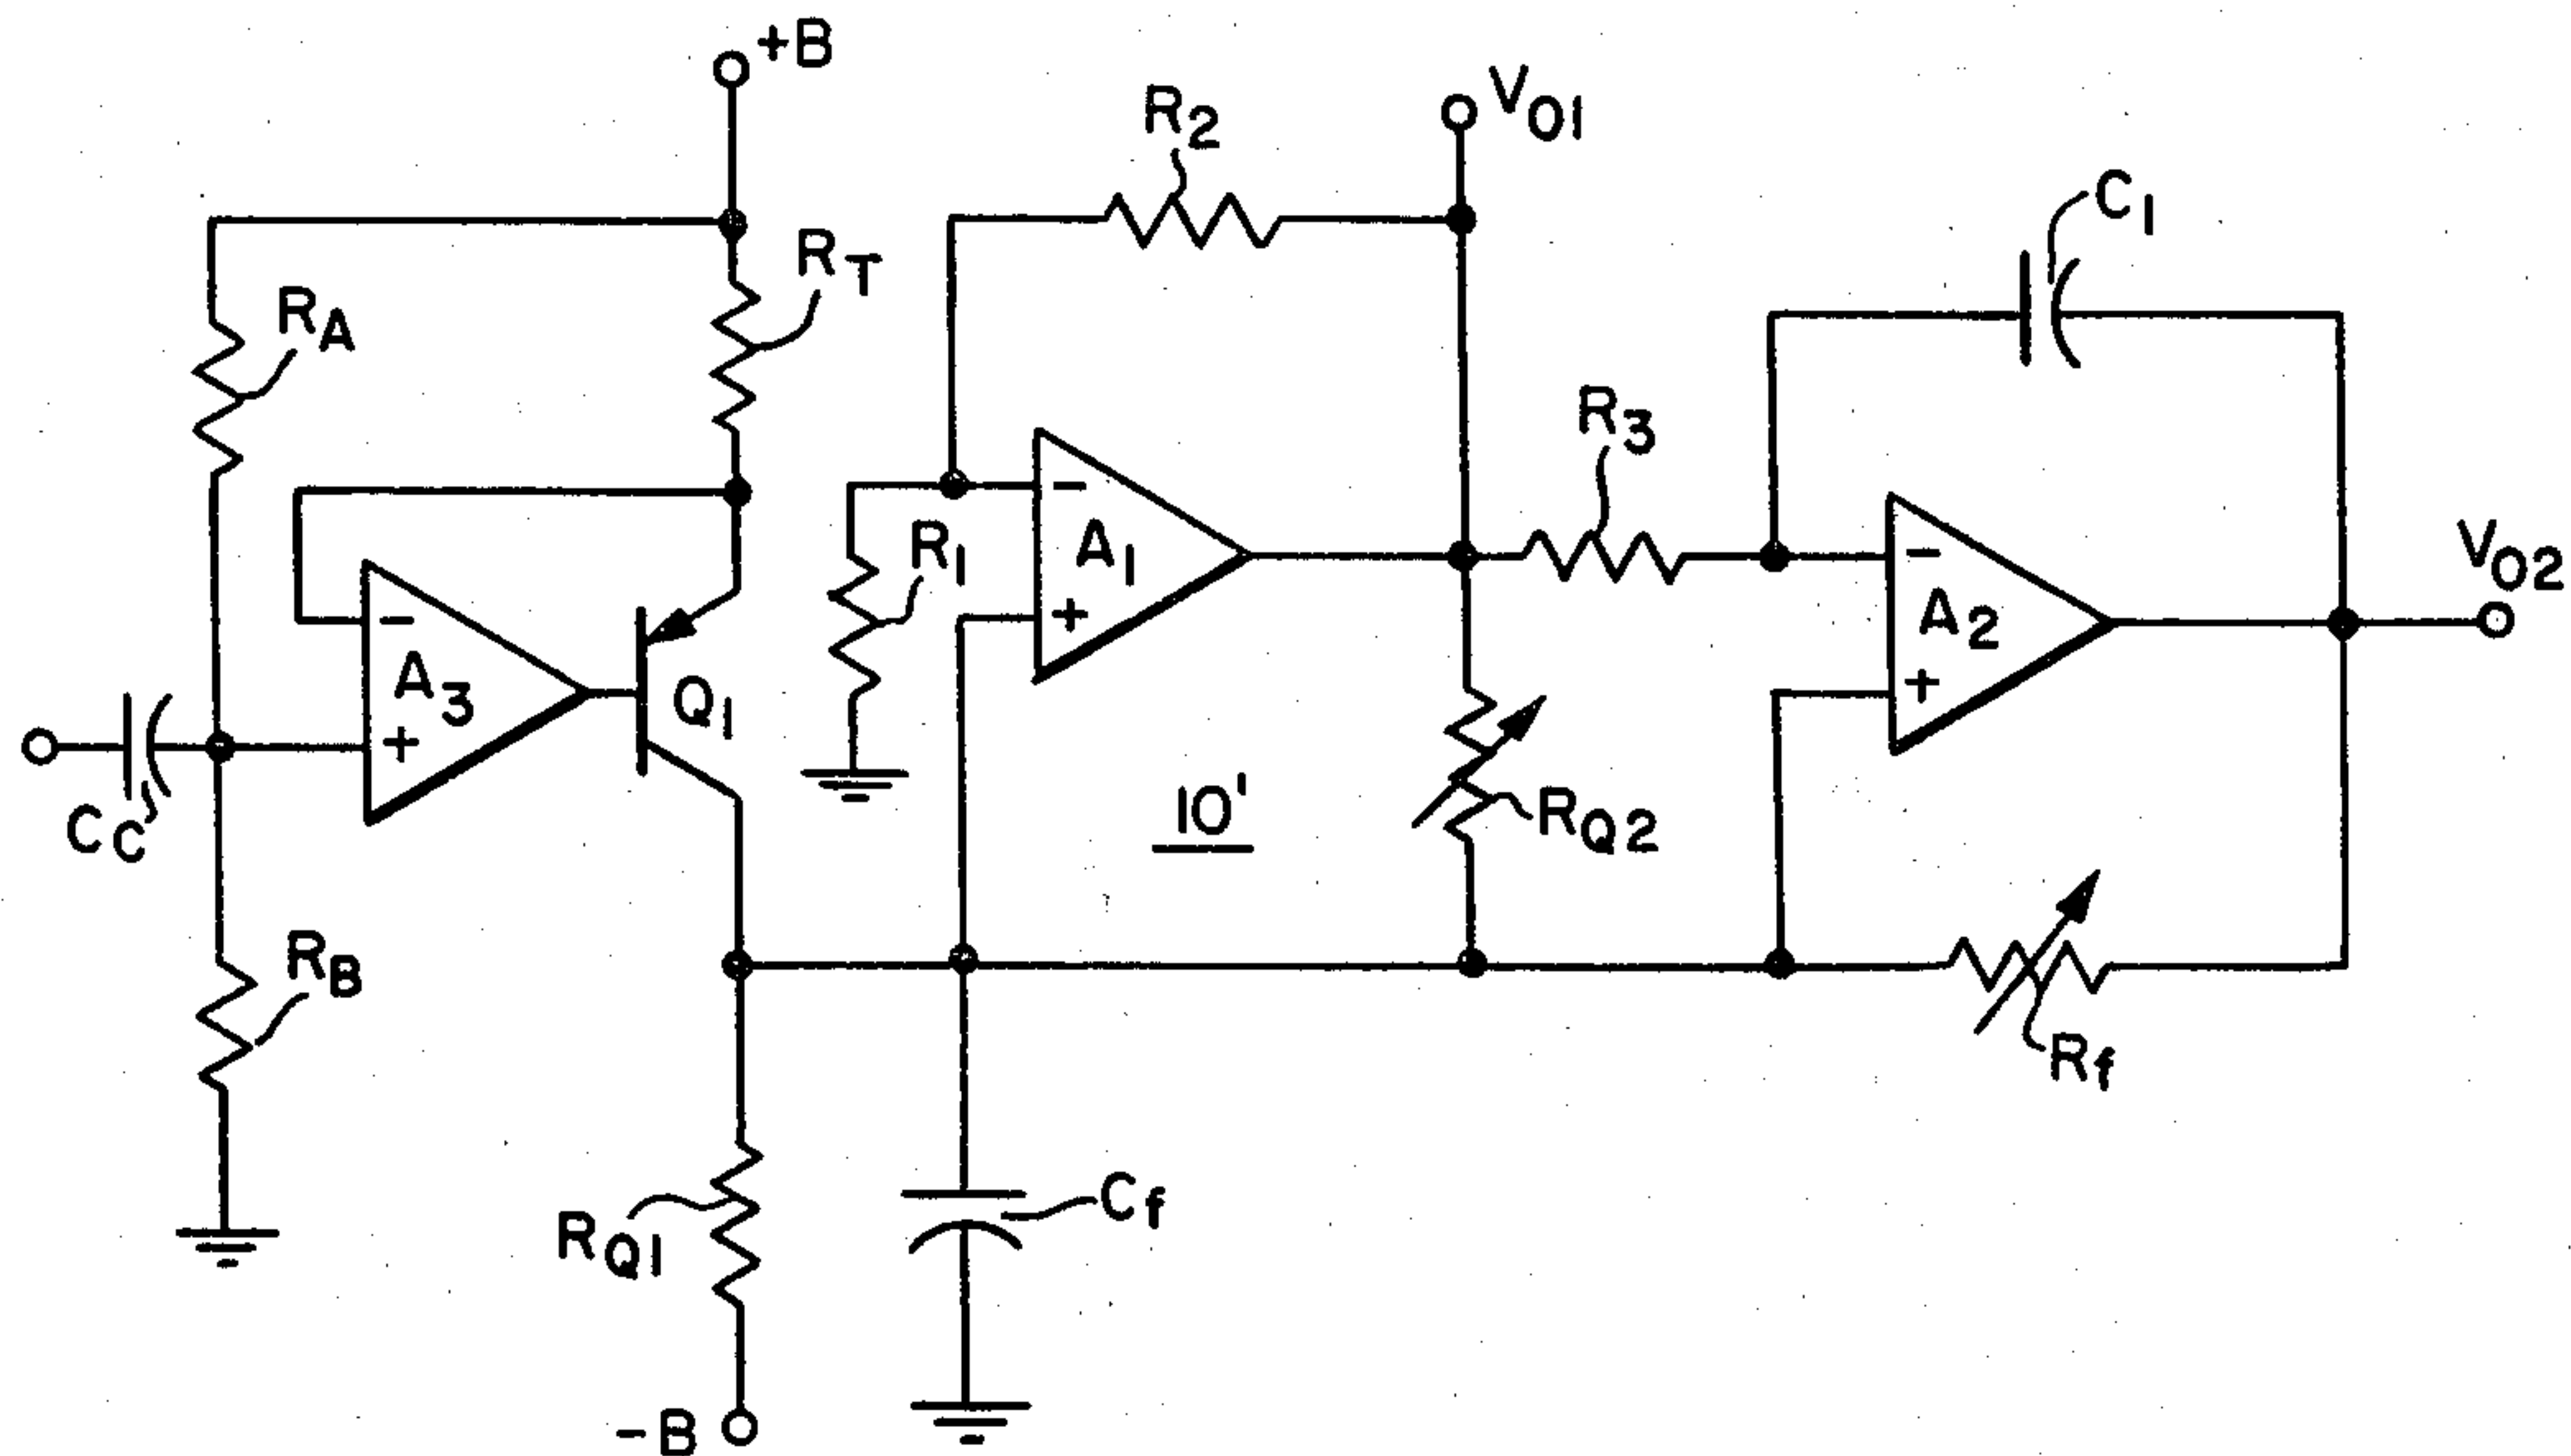 +B
V01
R2
C1
RT
RA
R3
R1
-
A1
+
-
A2
+
V02
-
A3
+
Q1
CC
10'
RQ2
RB
Rf
RQ1
Cf
-B